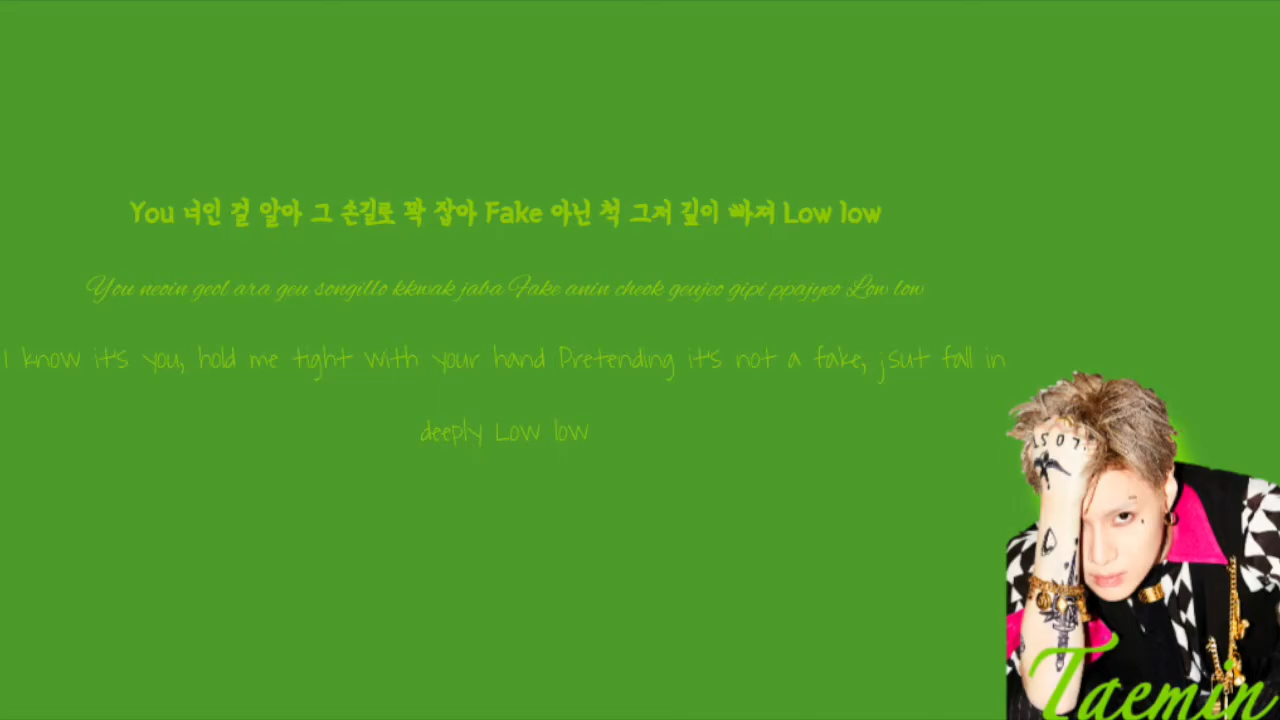 You 너인 걸 알아 그 손길로 꽉 잡아 Fake 아닌 척 그저 깊이 빠져 Low low
You neoin geol ara geu songillo kkwak jaba Fake anin cheok geujeo gipi ppajyeo Low low
I know it's you, hold me tight with your hand Pretending it's not a fake, jsut fall in
deeply Low low
LOST
Taemin